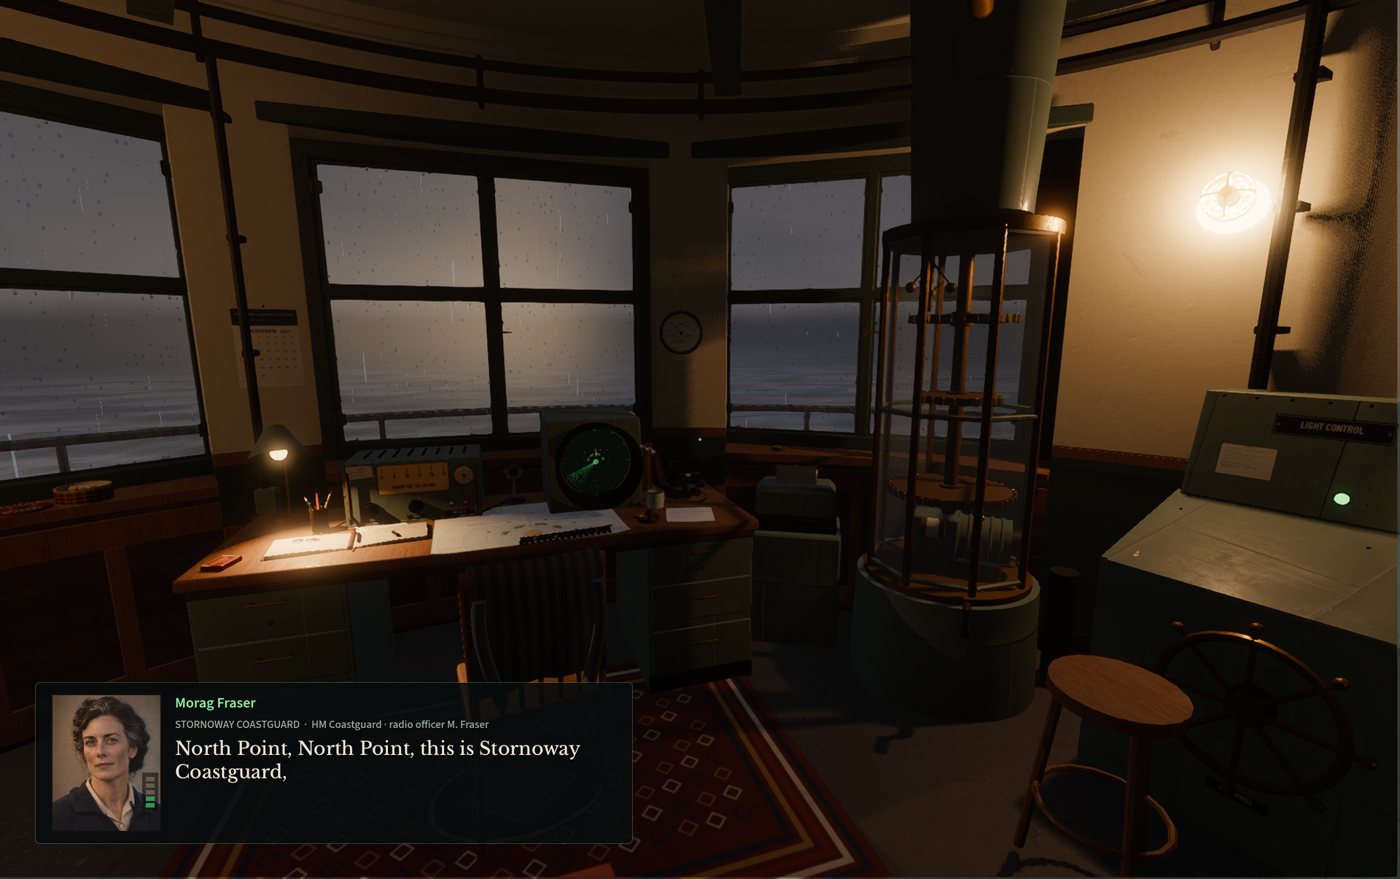 LIGHT CONTROL
Morag Fraser
STORNOWAY COASTGUARD · HM Coastguard · radio officer M. Fraser
North Point, North Point, this is Stornoway
Coastguard,